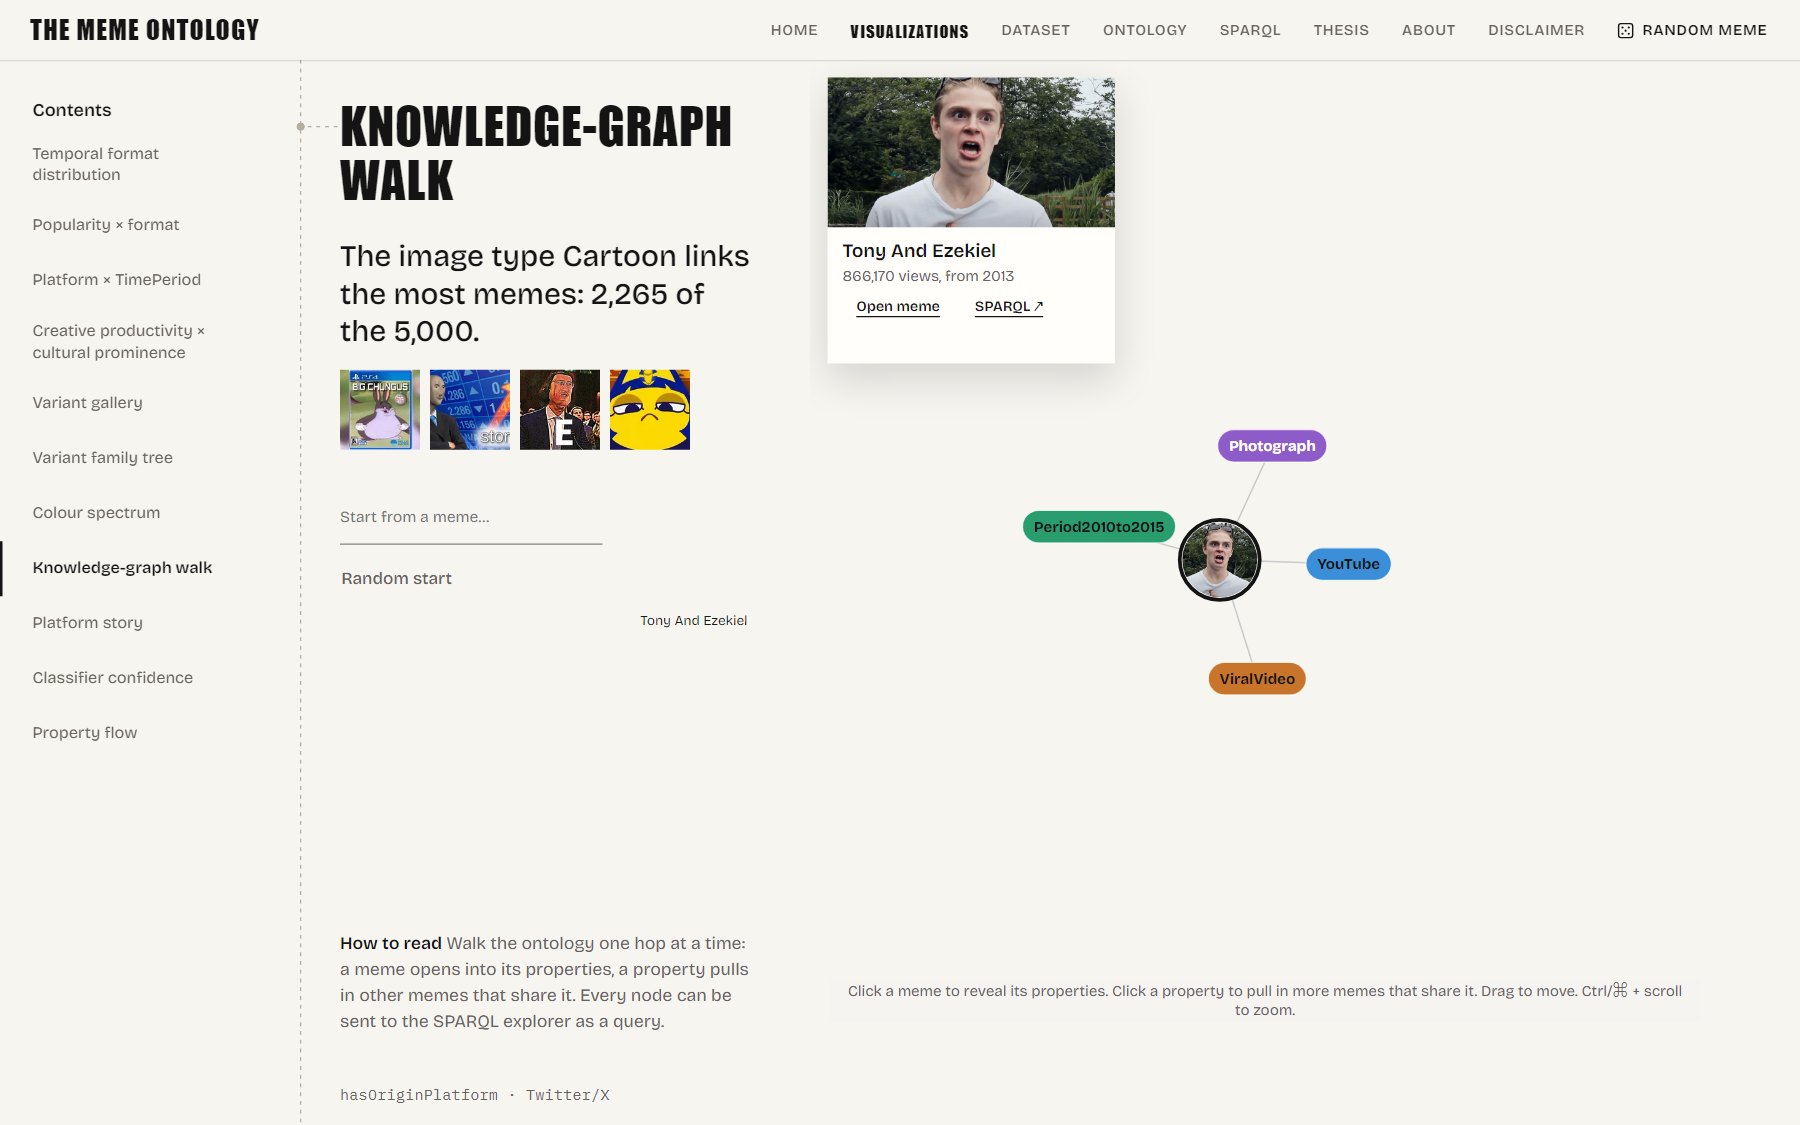 THE MEME ONTOLOGY
HOME
VISUALIZATIONS
DATASET
ONTOLOGY
SPARQL
THESIS
ABOUT
DISCLAIMER
RANDOM MEME
Contents
Temporal format
distribution
Popularity × format
Platform × TimePeriod
Creative productivity ×
cultural prominence
Variant gallery
Variant family tree
Colour spectrum
Knowledge-graph walk
Platform story
Classifier confidence
Property flow
KNOWLEDGE-GRAPH
WALK
The image type Cartoon links
the most memes: 2,265 of
the 5,000.
BIG CHUNGUS
stor
E
Start from a meme...
Random start
Tony And Ezekiel
How to read Walk the ontology one hop at a time:
a meme opens into its properties, a property pulls
in other memes that share it. Every node can be
sent to the SPARQL explorer as a query.
hasOriginPlatform · Twitter/X
Tony And Ezekiel
866,170 views, from 2013
Open meme
SPARQL ↗
Photograph
Period2010to2015
YouTube
ViralVideo
Click a meme to reveal its properties. Click a property to pull in more memes that share it. Drag to move. Ctrl/⌘ + scroll
to zoom.